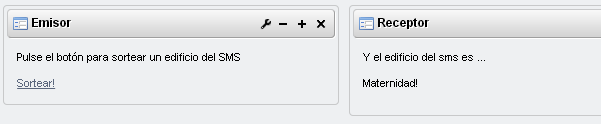 Emisor
Pulse el botón para sortear un edificio del SMS
Sortear!
Receptor
Y el edificio del sms es ...
Maternidad!